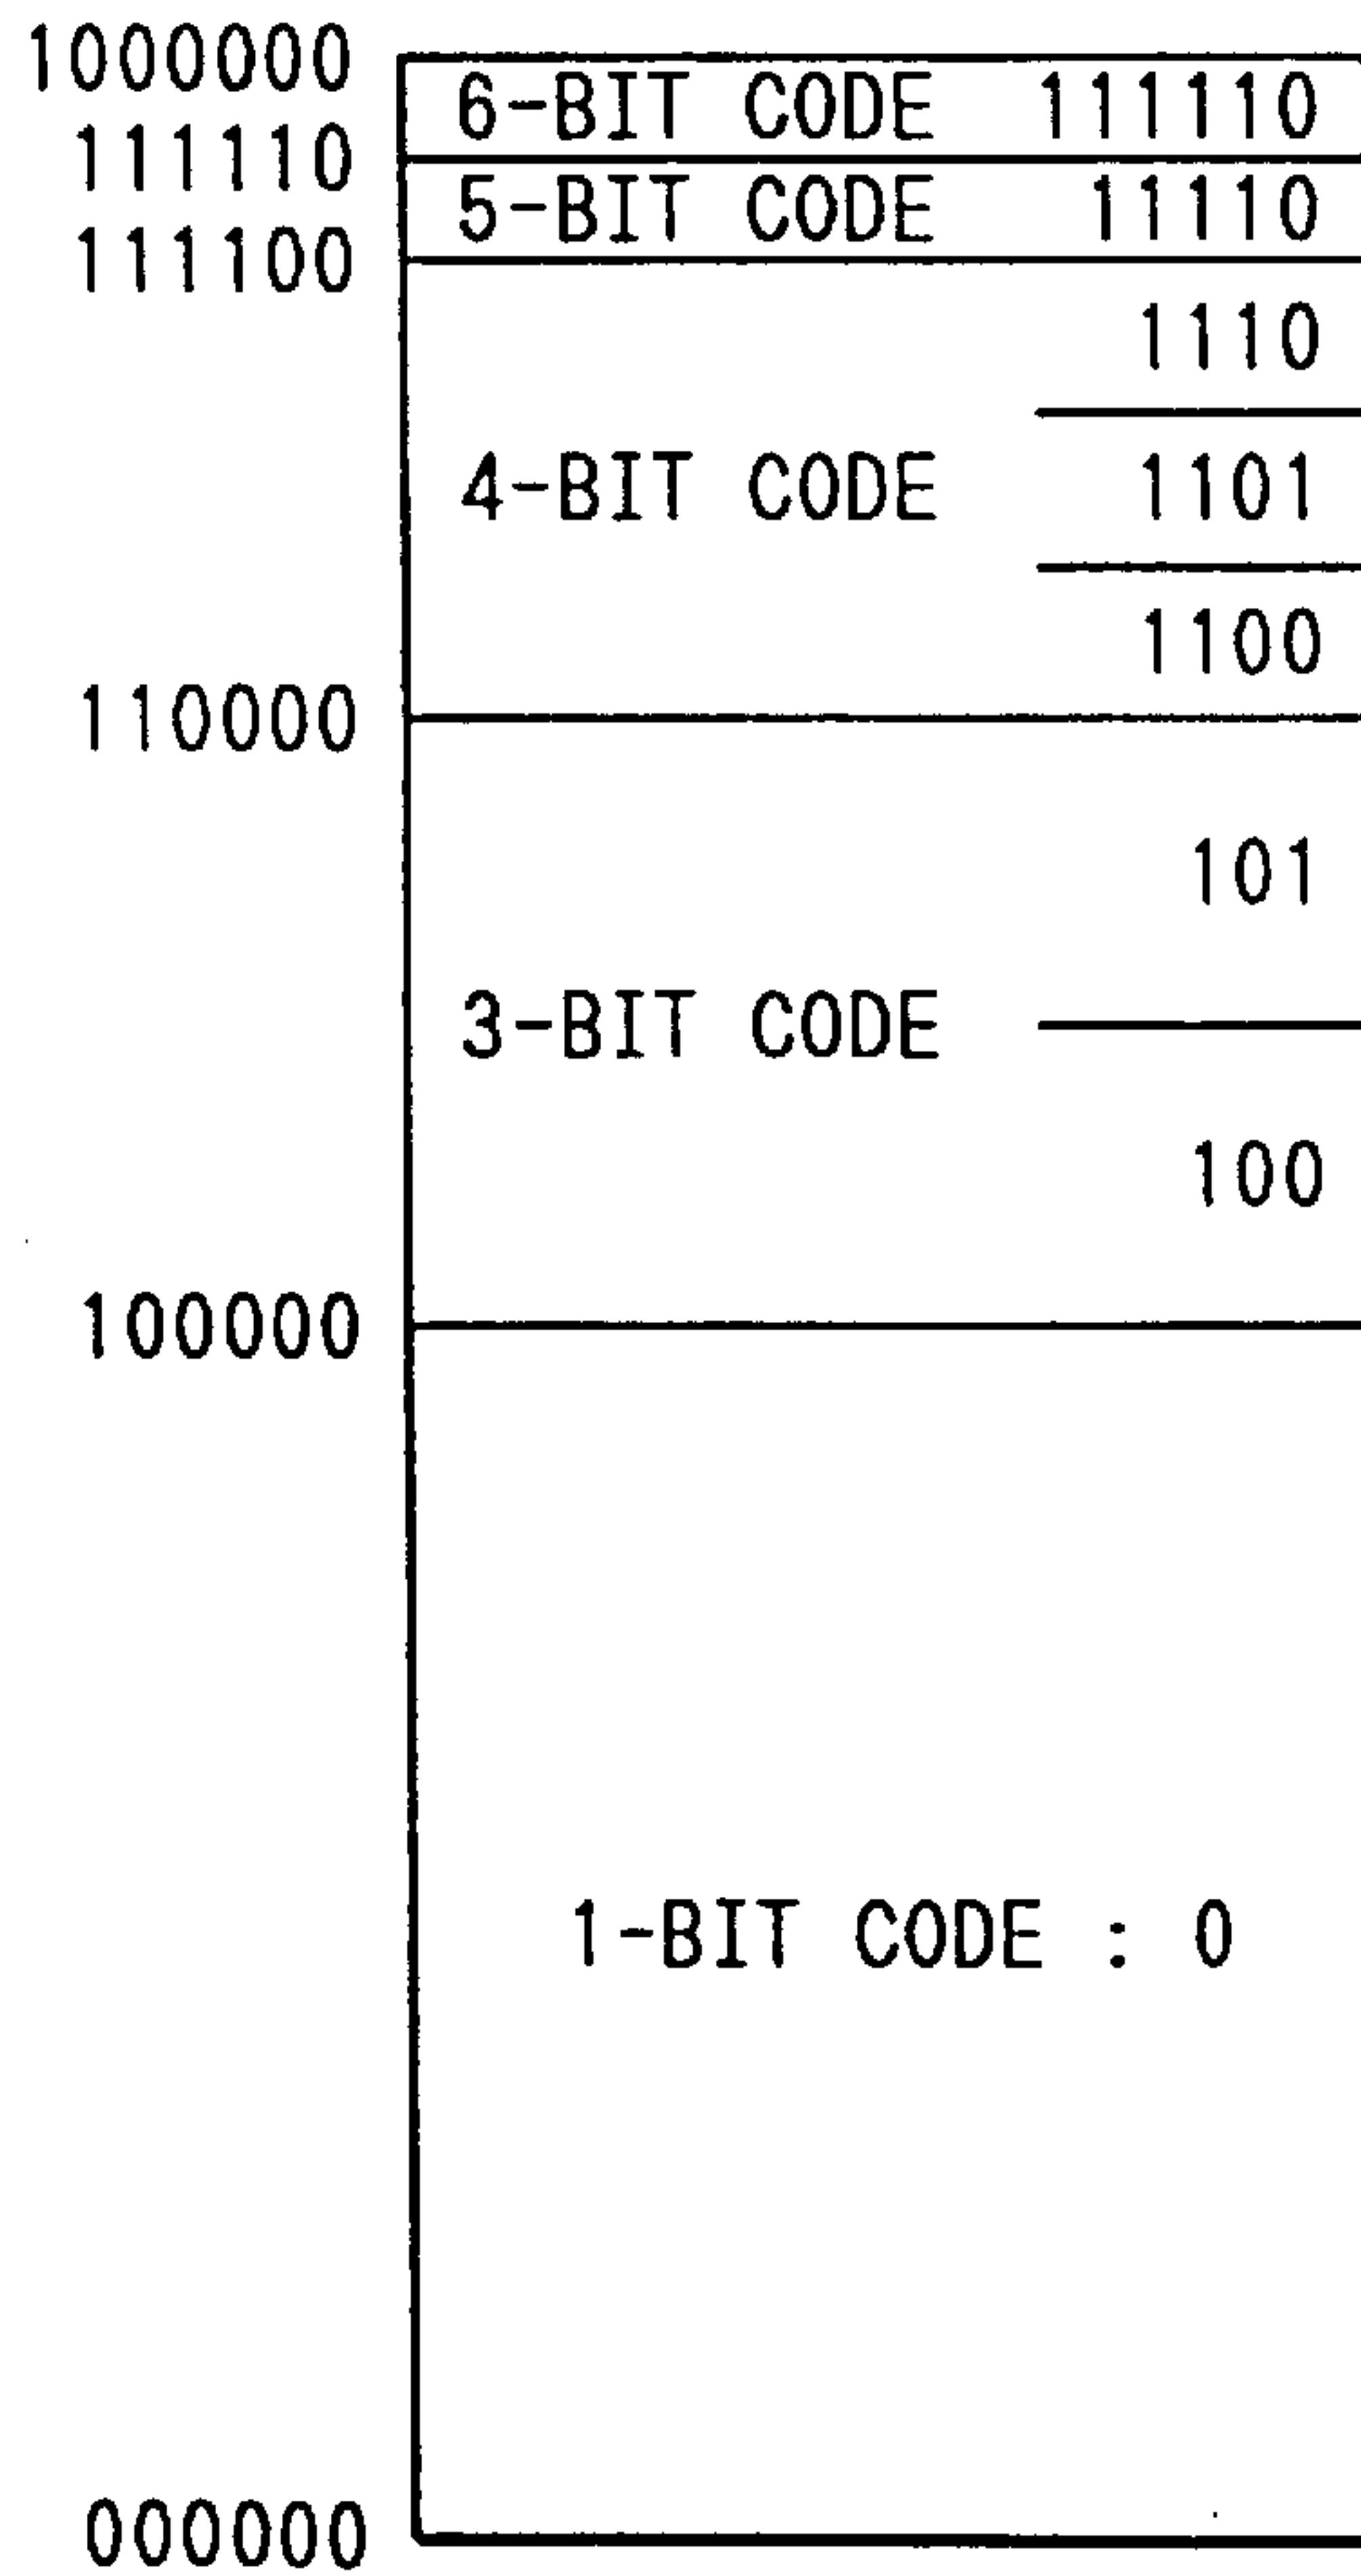 1000000
6-BIT CODE 111110
111110
5-BIT CODE 11110
111100
1110
4-BIT CODE 1101
1100
110000
101
3-BIT CODE
100
100000
1-BIT CODE : 0
000000